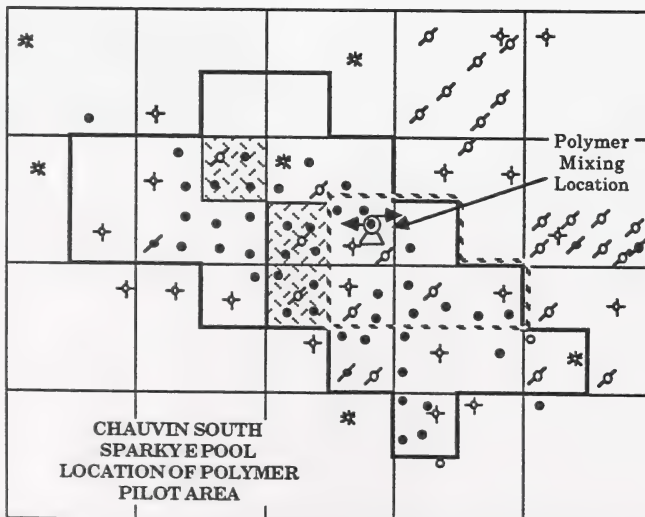 Polymer
Mixing
Location
CHAUVIN SOUTH
SPARKY E POOL
LOCATION OF POLYMER
PILOT AREA